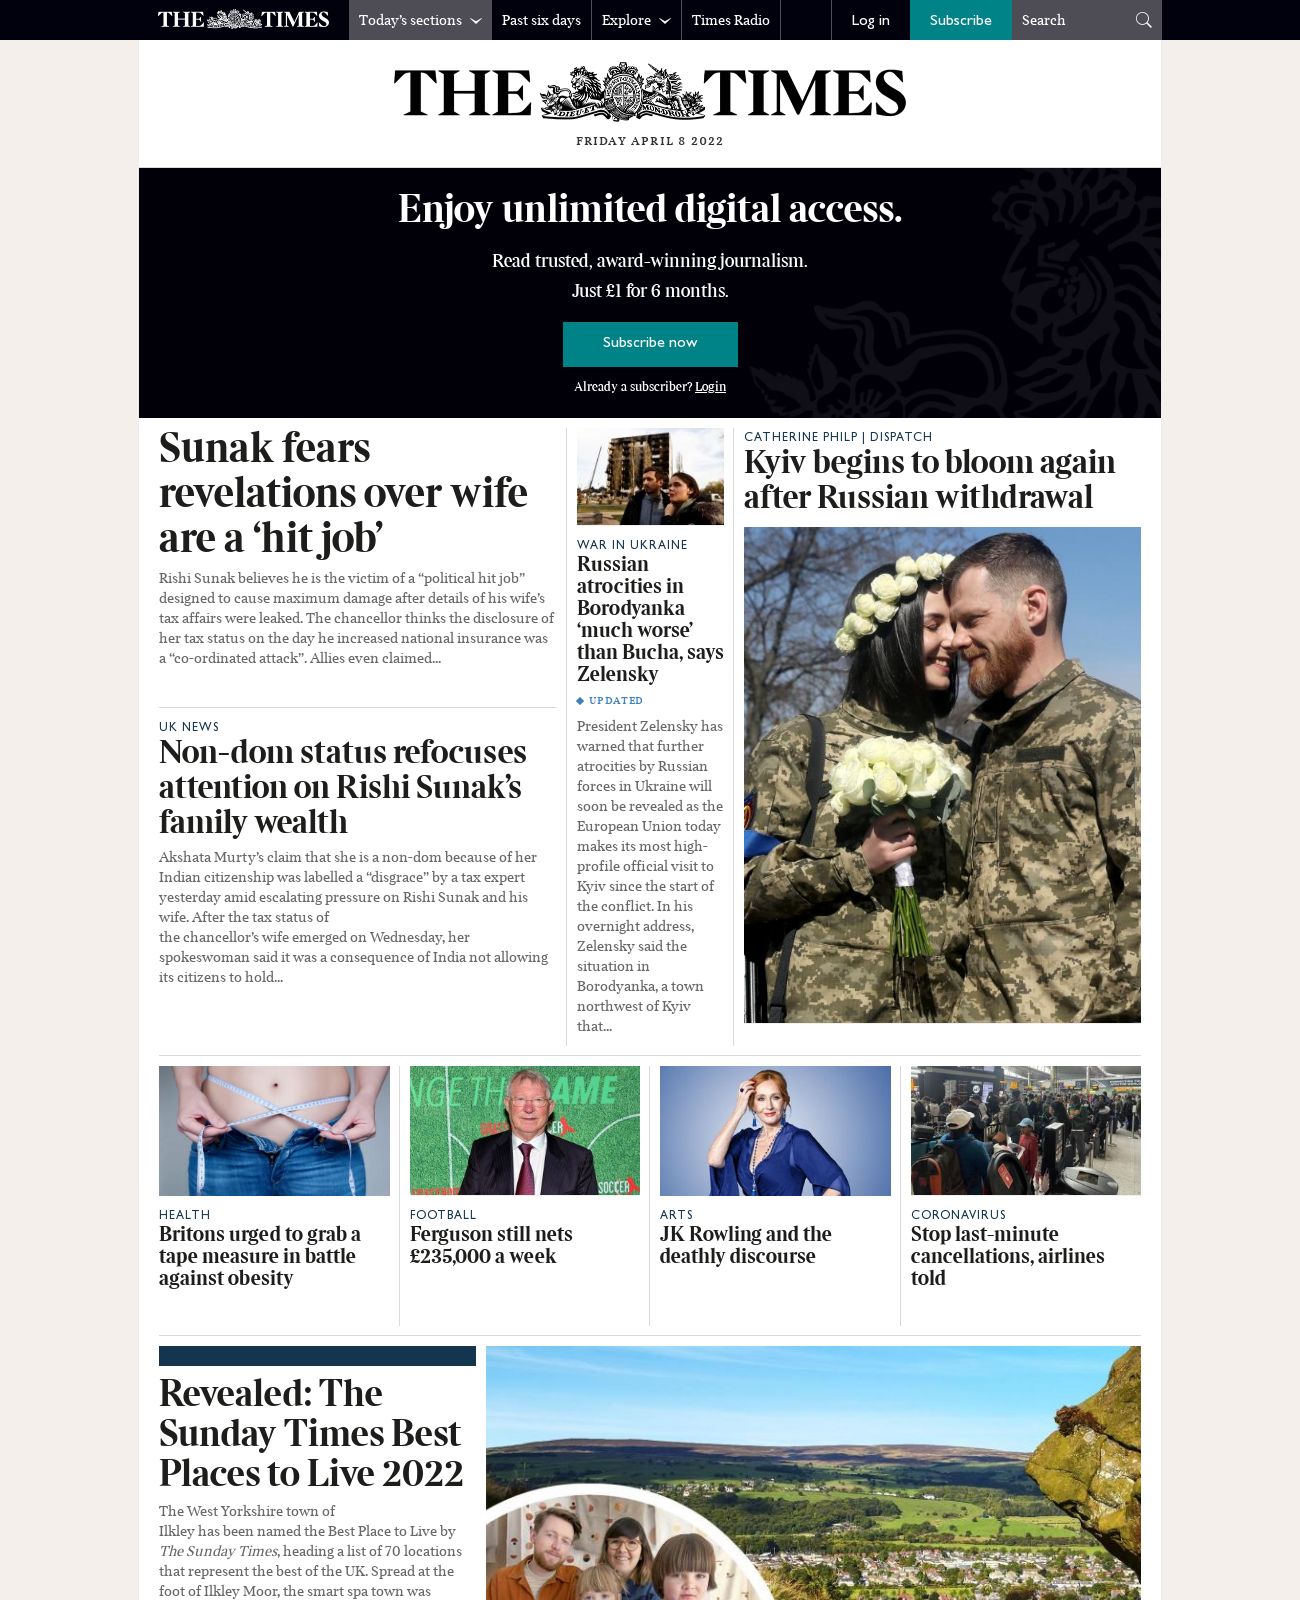 THE TIMES
Today's sections
Past six days
Explore
Times Radio
Log in
Subscribe
Search
THE TIMES
DIEU ET MON DROIT
FRIDAY APRIL 8 2022
Enjoy unlimited digital access.
Read trusted, award-winning journalism.
Just £1 for 6 months.
Subscribe now
Already a subscriber? Login
Sunak fears
revelations over wife
are a ‘hit job’
Rishi Sunak believes he is the victim of a “political hit job”
designed to cause maximum damage after details of his wife’s
tax affairs were leaked. The chancellor thinks the disclosure of
her tax status on the day he increased national insurance was
a “co-ordinated attack”. Allies even claimed...
UK NEWS
Non-dom status refocuses
attention on Rishi Sunak’s
family wealth
Akshata Murty’s claim that she is a non-dom because of her
Indian citizenship was labelled a “disgrace” by a tax expert
yesterday amid escalating pressure on Rishi Sunak and his
wife. After the tax status of
the chancellor’s wife emerged on Wednesday, her
spokeswoman said it was a consequence of India not allowing
its citizens to hold...
WAR IN UKRAINE
Russian
atrocities in
Borodyanka
‘much worse’
than Bucha, says
Zelensky
UPDATED
President Zelensky has
warned that further
atrocities by Russian
forces in Ukraine will
soon be revealed as the
European Union today
makes its most high-
profile official visit to
Kyiv since the start of
the conflict. In his
overnight address,
Zelensky said the
situation in
Borodyanka, a town
northwest of Kyiv
that...
CATHERINE PHILP | DISPATCH
Kyiv begins to bloom again
after Russian withdrawal
HEALTH
Britons urged to grab a
tape measure in battle
against obesity
NGE THE GAME
SOCCER
FOOTBALL
Ferguson still nets
£235,000 a week
ARTS
JK Rowling and the
deathly discourse
CORONAVIRUS
Stop last-minute
cancellations, airlines
told
Revealed: The
Sunday Times Best
Places to Live 2022
The West Yorkshire town of
Ilkley has been named the Best Place to Live by
The Sunday Times, heading a list of 70 locations
that represent the best of the UK. Spread at the
foot of Ilkley Moor, the smart spa town was